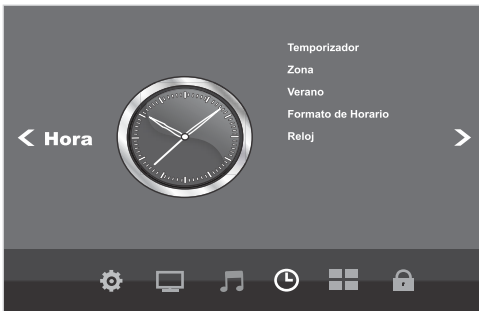 Hora
Temporizador
Zona
Verano
Formato de Horario
Reloj